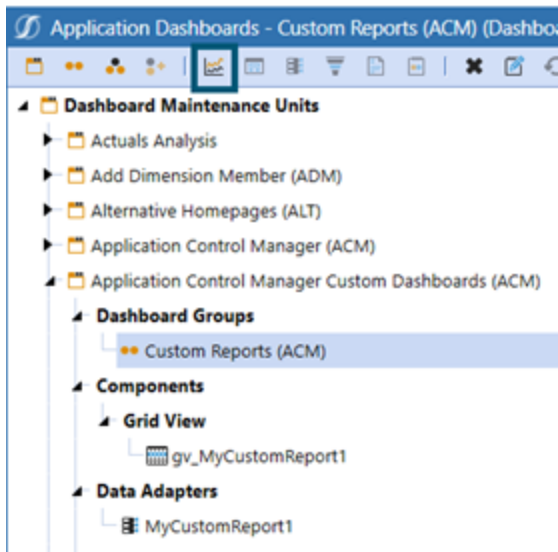 Application Dashboards - Custom Reports (ACM) (Dashboa
Dashboard Maintenance Units
Actuals Analysis
Add Dimension Member (ADM)
Alternative Homepages (ALT)
Application Control Manager (ACM)
Application Control Manager Custom Dashboards (ACM)
Dashboard Groups
Custom Reports (ACM)
Components
Grid View
gv_MyCustomReport1
Data Adapters
MyCustomReport1